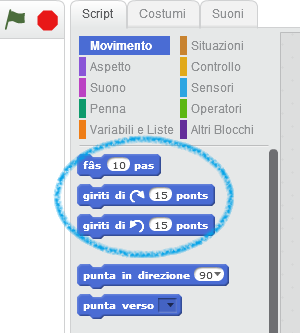 Script Costumi Suoni
Movimento Situazioni
Aspetto Controllo
Suono Sensori
Penna Operatori
Variabili e Liste Altri Blocchi
fâs 10 pas
giriti di 15 ponts
giriti di 15 ponts
punta in direzione 90
punta verso